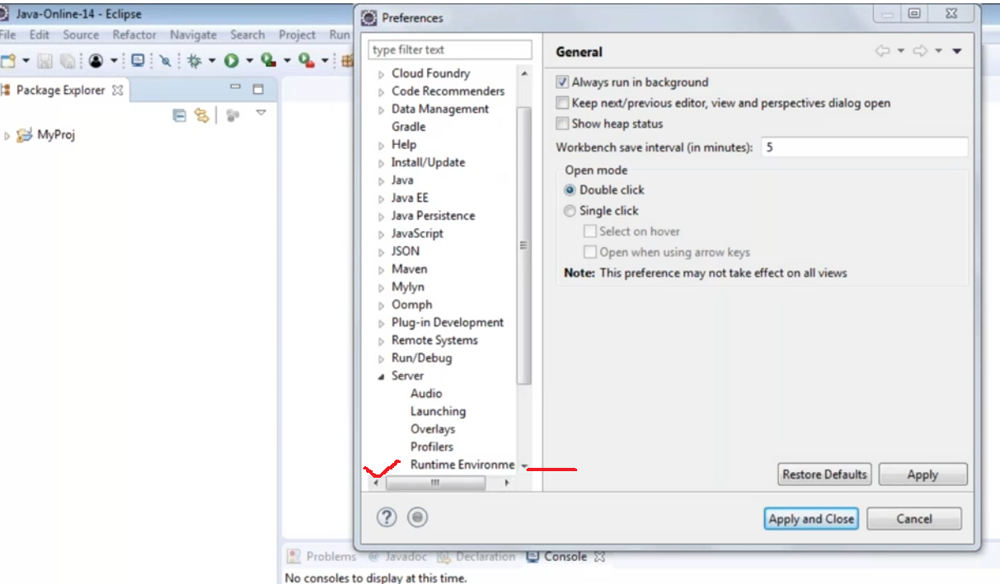 Java-Online-14 - Eclipse
File Edit Source Refactor Navigate Search Project Run
Package Explorer
MyProj
Preferences
type filter text
Cloud Foundry
Code Recommenders
Data Management
Gradle
Help
Install/Update
Java
Java EE
Java Persistence
JavaScript
JSON
Maven
Mylyn
Oomph
Plug-in Development
Remote Systems
Run/Debug
Server
Audio
Launching
Overlays
Profilers
Runtime Environme
General
Always run in background
Keep next/previous editor, view and perspectives dialog open
Show heap status
Workbench save interval (in minutes): 5
Open mode
Double click
Single click
Select on hover
Open when using arrow keys
Note: This preference may not take effect on all views
Restore Defaults Apply
Apply and Close Cancel
Problems @ Javadoc Declaration Console
No consoles to display at this time.